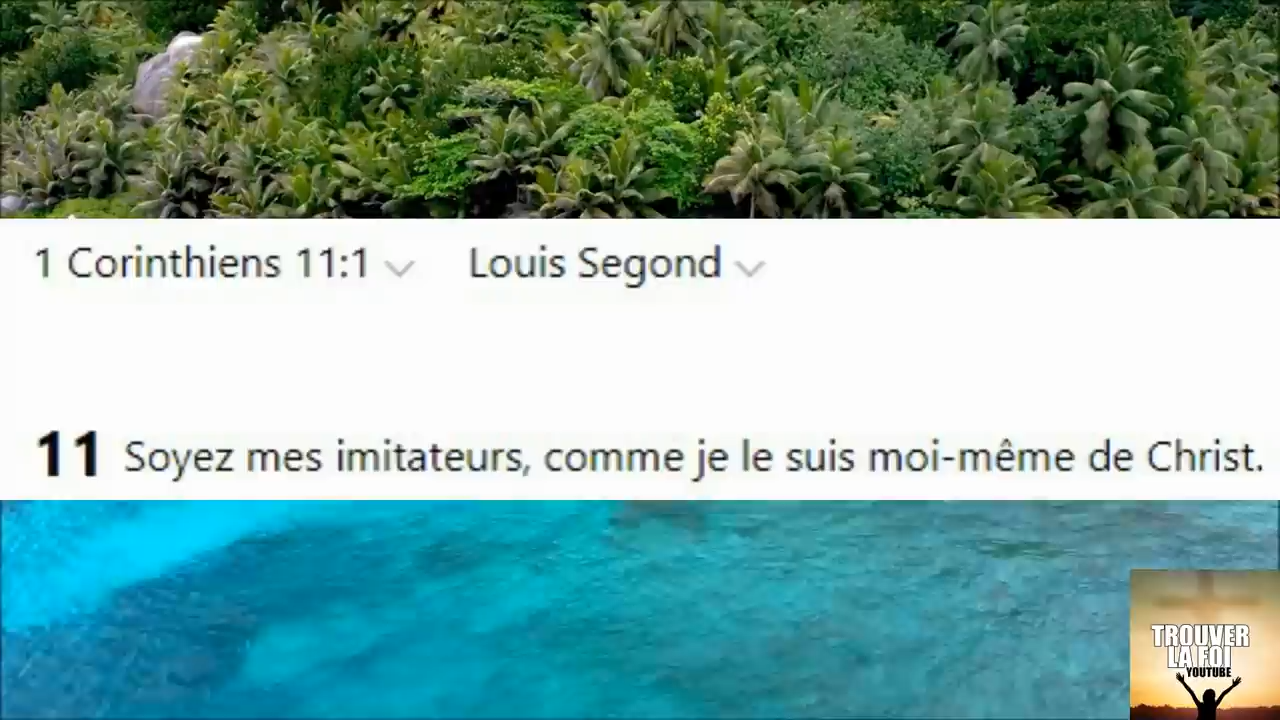 1 Corinthiens 11:1 Louis Segond
11 Soyez mes imitateurs, comme je le suis moi-même de Christ.
TROUVER
LA FOI
YOUTUBE